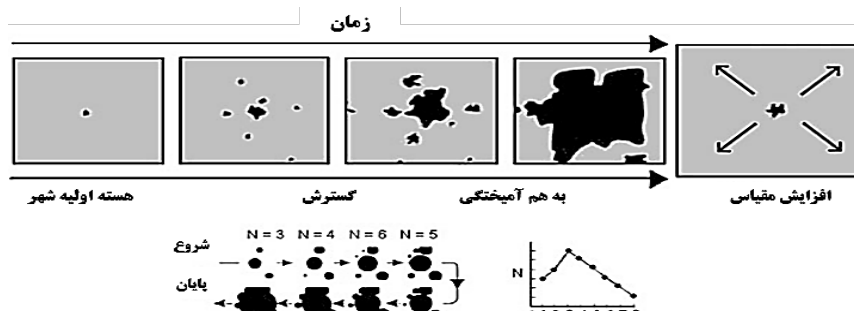 زمان
هسته اولیه شهر
گسترش
به هم آمیختگی
افزایش مقیاس
شروع
N = 3 N = 4 N = 6 N = 5
پایان
N